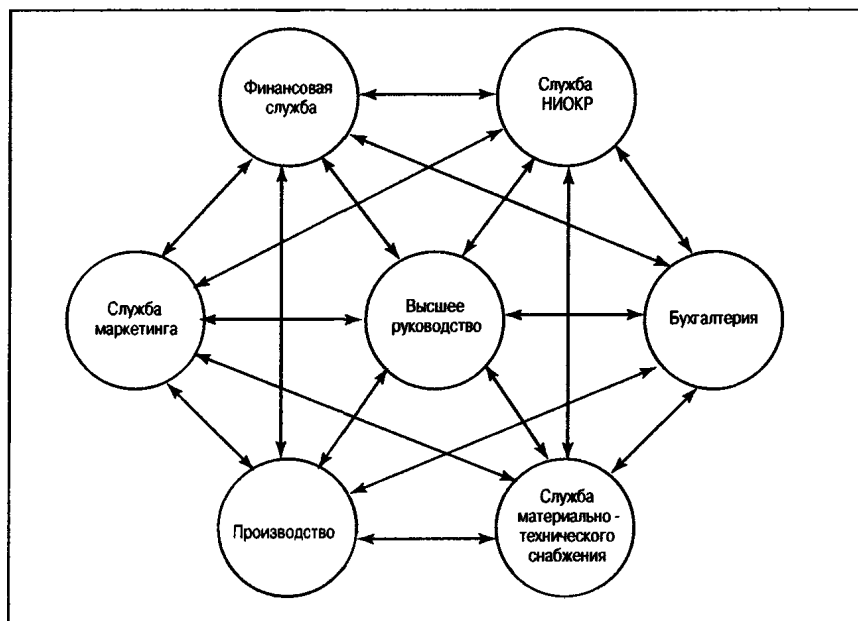 Финансовая
служба
Служба
НИОКР
Служба
маркетинга
Высшее
руководство
Бухгалтерия
Производство
Служба
материально -
технического
снабжения